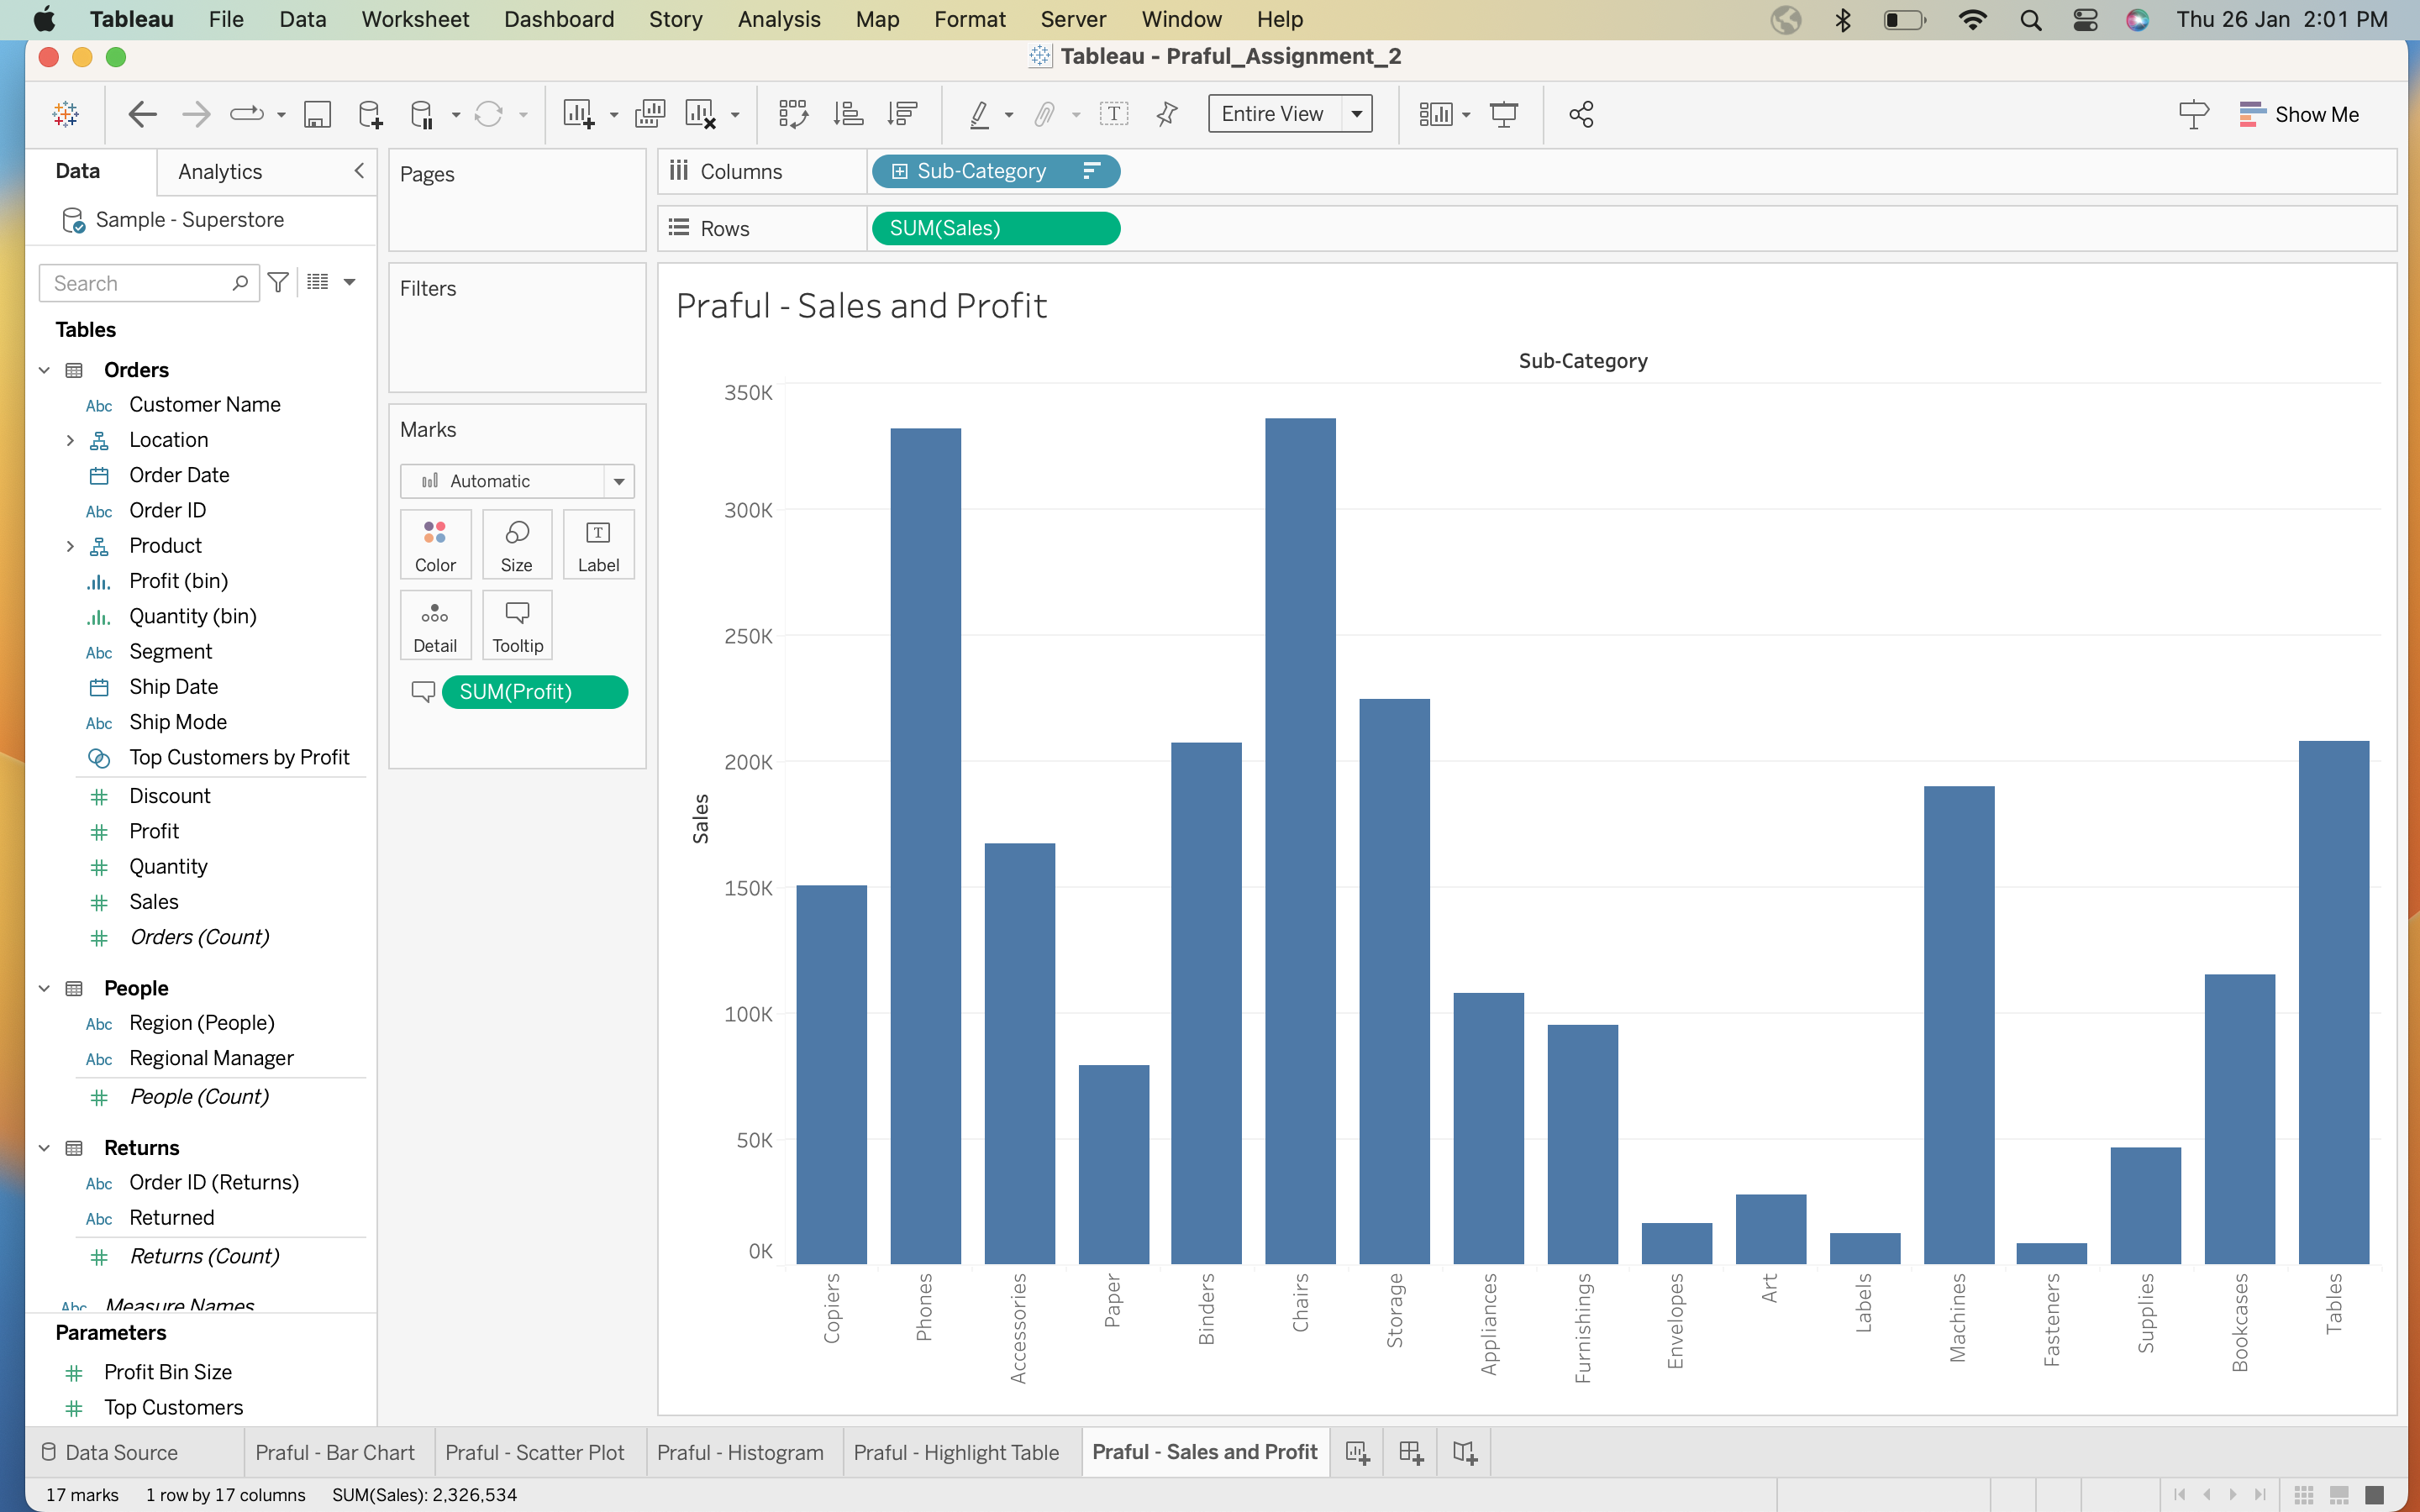 Tableau File Data Worksheet Dashboard Story Analysis Map Format Server Window Help Thu 26 Jan 2:01 PM
Tableau - Praful_Assignment_2
Entire View Show Me
Data Analytics
Sample - Superstore
Search
Tables
Orders
Abc Customer Name
Location
Order Date
Abc Order ID
Product
Profit (bin)
Quantity (bin)
Abc Segment
Ship Date
Abc Ship Mode
Top Customers by Profit
# Discount
# Profit
# Quantity
# Sales
# Orders (Count)
People
Abc Region (People)
Abc Regional Manager
# People (Count)
Returns
Abc Order ID (Returns)
Abc Returned
# Returns (Count)
Abc Measure Names
Parameters
# Profit Bin Size
# Top Customers
Pages
Filters
Marks
Automatic
Color Size T Label
Detail Tooltip
SUM(Profit)
Columns Sub-Category
Rows SUM(Sales)
Praful - Sales and Profit
Sub-Category
350K
300K
250K
200K
150K
100K
50K
0K
Sales
Copiers
Phones
Accessories
Paper
Binders
Chairs
Storage
Appliances
Furnishings
Envelopes
Art
Labels
Machines
Fasteners
Supplies
Bookcases
Tables
Data Source Praful - Bar Chart Praful - Scatter Plot Praful - Histogram Praful - Highlight Table Praful - Sales and Profit
17 marks 1 row by 17 columns SUM(Sales): 2,326,534